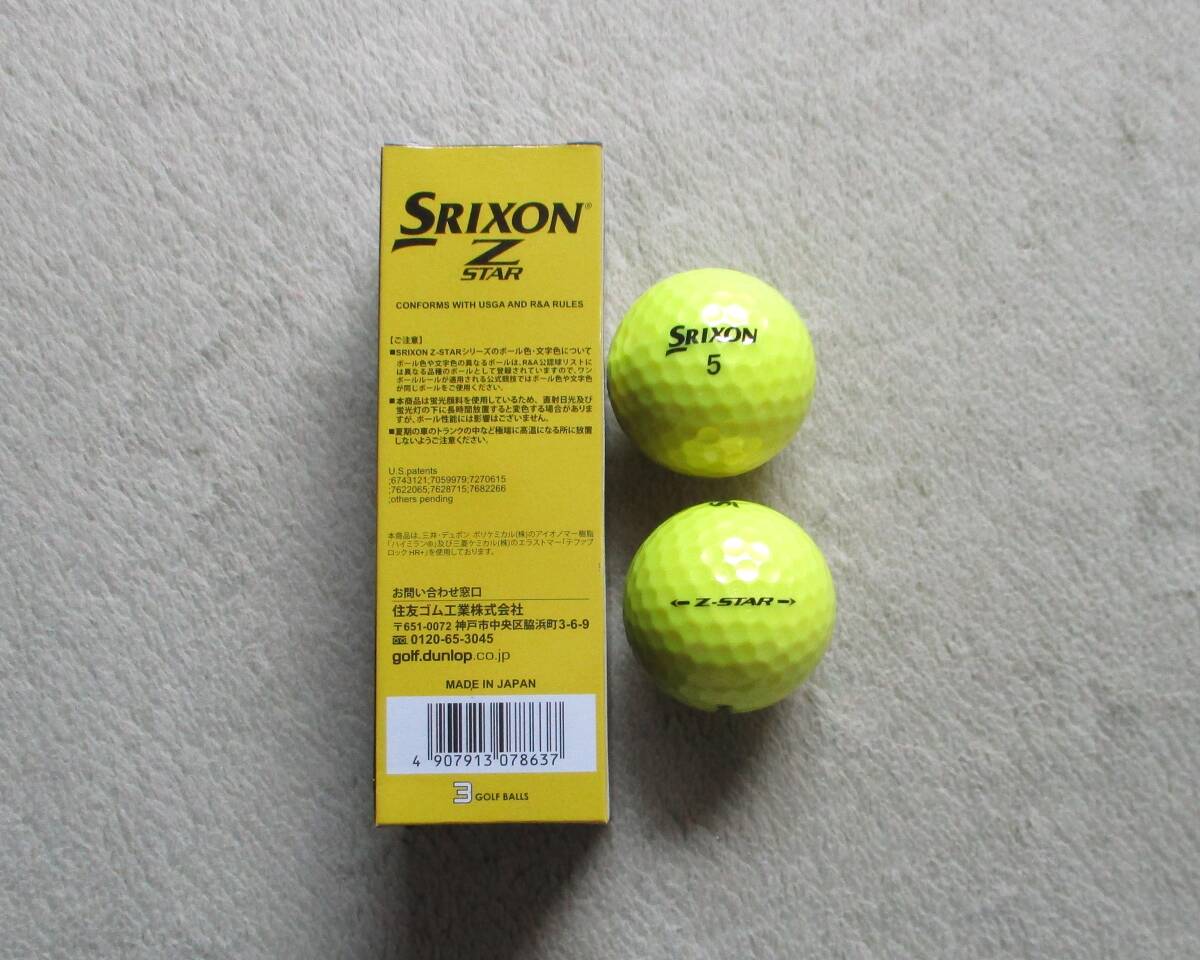 SRIXON®
Z
STAR
CONFORMS WITH USGA AND R&A RULES
【ご注意】
■SRIXON Z-STARシリーズのボール色・文字色について
ボール色や文字色の異なるボールは、R&A公認球リストに
は異なる品種のボールとして登録されていますので、ワン
ボールルールが適用される公式競技ではボール色や文字色
が同じボールをご使用ください。
■本商品は蛍光顔料を使用しているため、直射日光及び
蛍光灯の下に長時間放置すると変色する場合がありま
すが、ボール性能には影響はございません。
■夏期の車のトランクの中など極端に高温になる所に放置
しないようご注意ください。
U.S.patents
;6743121;7059979;7270615
;7622065;7628715;7682266
;others pending
本商品は、三井・デュポン ポリケミカル(株)のアイオノマー樹脂
「ハイミラン®」及び三菱ケミカル(株)のエラストマー「テファブ
ロック HR+」を使用しております。
お問い合わせ窓口
住友ゴム工業株式会社
〒651-0072 神戸市中央区脇浜町3-6-9
0120-65-3045
golf.dunlop.co.jp
MADE IN JAPAN
4 907913 078637
3 GOLF BALLS
SRIXON
5
Z-STAR